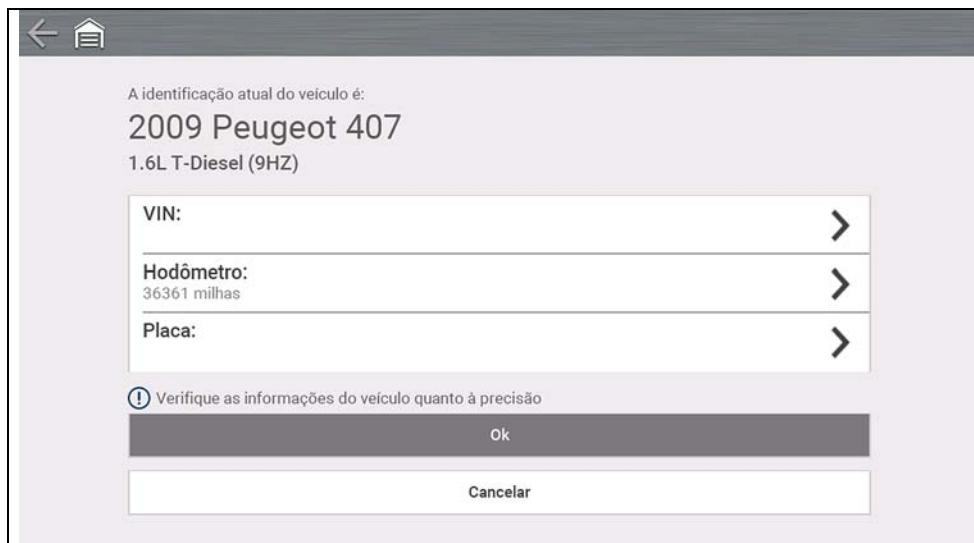 A identificação atual do veículo é:
2009 Peugeot 407
1.6L T-Diesel (9HZ)
VIN:
Hodômetro:
36361 milhas
Placa:
Verifique as informações do veículo quanto à precisão
Ok
Cancelar